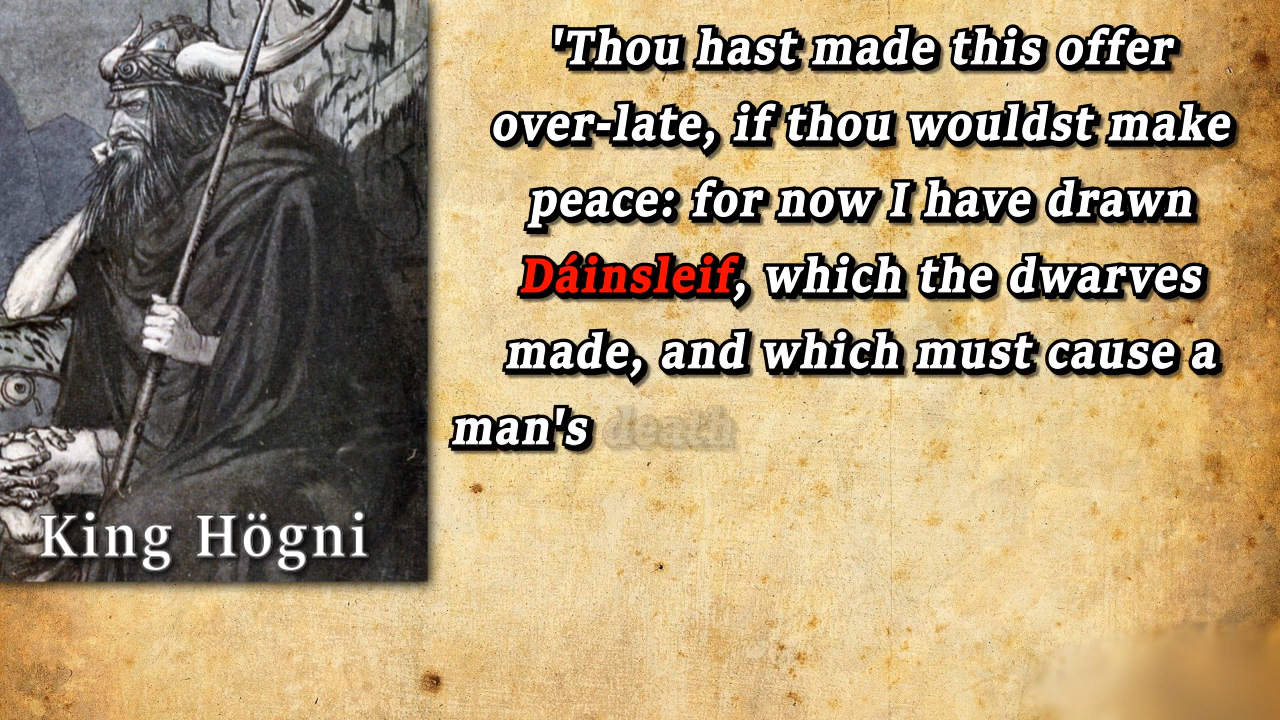 'Thou hast made this offer
over-late, if thou wouldst make
peace: for now I have drawn
Dáinsleif, which the dwarves
made, and which must cause a
man's death
King Högni